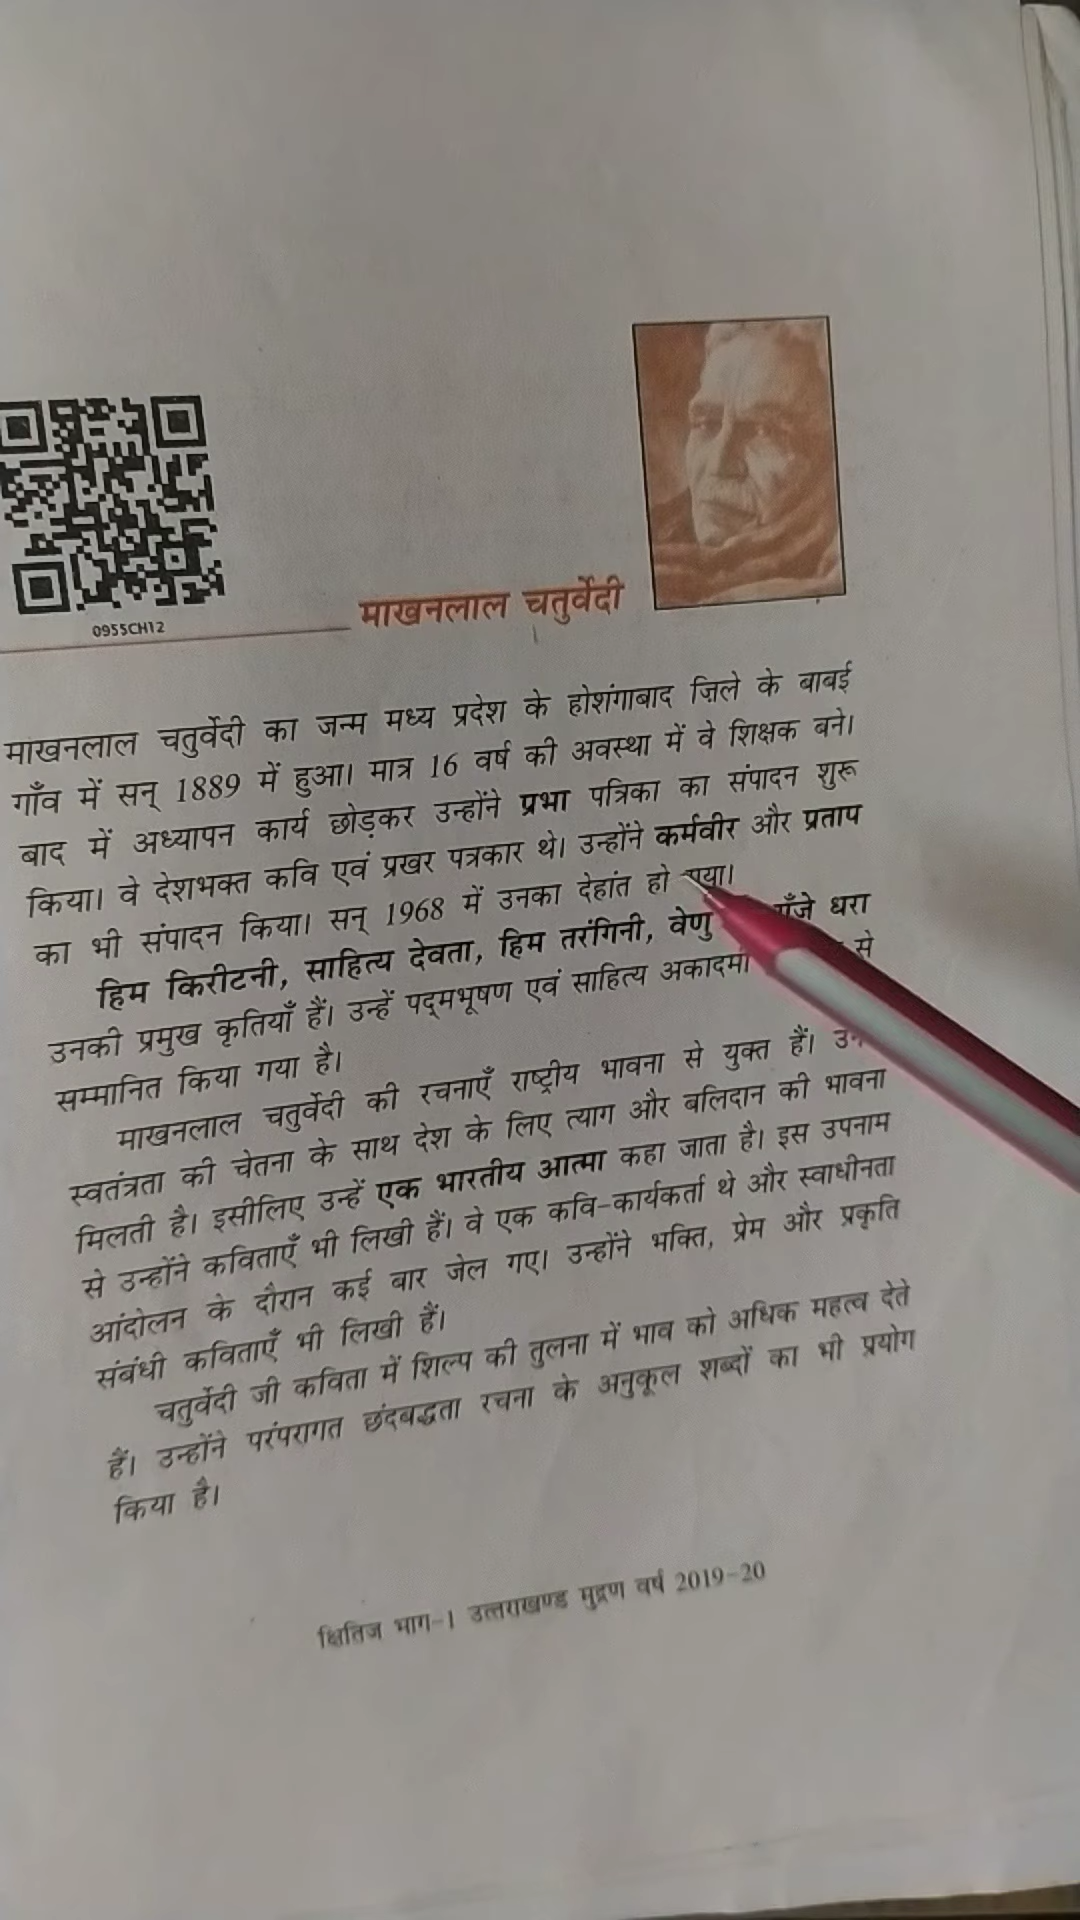 0955CH12
माखनलाल चतुर्वेदी
माखनलाल चतुर्वेदी का जन्म मध्य प्रदेश के होशंगाबाद ज़िले के बाबई
गाँव में सन् 1889 में हुआ। मात्र 16 वर्ष की अवस्था में वे शिक्षक बने।
बाद में अध्यापन कार्य छोड़कर उन्होंने प्रभा पत्रिका का संपादन शुरू
किया। वे देशभक्त कवि एवं प्रखर पत्रकार थे। उन्होंने कर्मवीर और प्रताप
का भी संपादन किया। सन् 1968 में उनका देहांत हो गया।
हिम किरीटनी, साहित्य देवता, हिम तरंगिनी, वेणु धरा
उनकी प्रमुख कृतियाँ हैं। उन्हें पद्मभूषण एवं साहित्य से
सम्मानित किया गया है।
माखनलाल चतुर्वेदी की रचनाएँ राष्ट्रीय भावना से युक्त हैं।
स्वतंत्रता की चेतना के साथ देश के लिए त्याग और बलिदान की भावना
मिलती है। इसीलिए उन्हें एक भारतीय आत्मा कहा जाता है। इस उपनाम
से उन्होंने कविताएँ भी लिखी हैं। वे एक कवि-कार्यकर्ता थे और स्वाधीनता
आंदोलन के दौरान कई बार जेल गए। उन्होंने भक्ति, प्रेम और प्रकृति
संबंधी कविताएँ भी लिखी हैं।
चतुर्वेदी जी कविता में शिल्प की तुलना में भाव को अधिक महत्व देते
हैं। उन्होंने परंपरागत छंदबद्धता रचना के अनुकूल शब्दों का भी प्रयोग
किया है।
क्षितिज भाग-1 उत्तराखण्ड मुद्रण वर्ष 2019-20